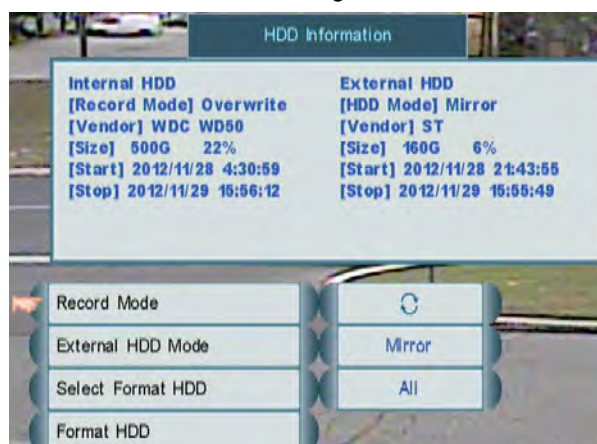 HDD Information
Internal HDD
[Record Mode] Overwrite
[Vendor] WDC WD50
[Size] 500G 22%
[Start] 2012/11/28 4:30:59
[Stop] 2012/11/29 15:56:12
External HDD
[HDD Mode] Mirror
[Vendor] ST
[Size] 160G 6%
[Start] 2012/11/28 21:43:55
[Stop] 2012/11/29 15:55:49
Record Mode
External HDD Mode Mirror
Select Format HDD All
Format HDD